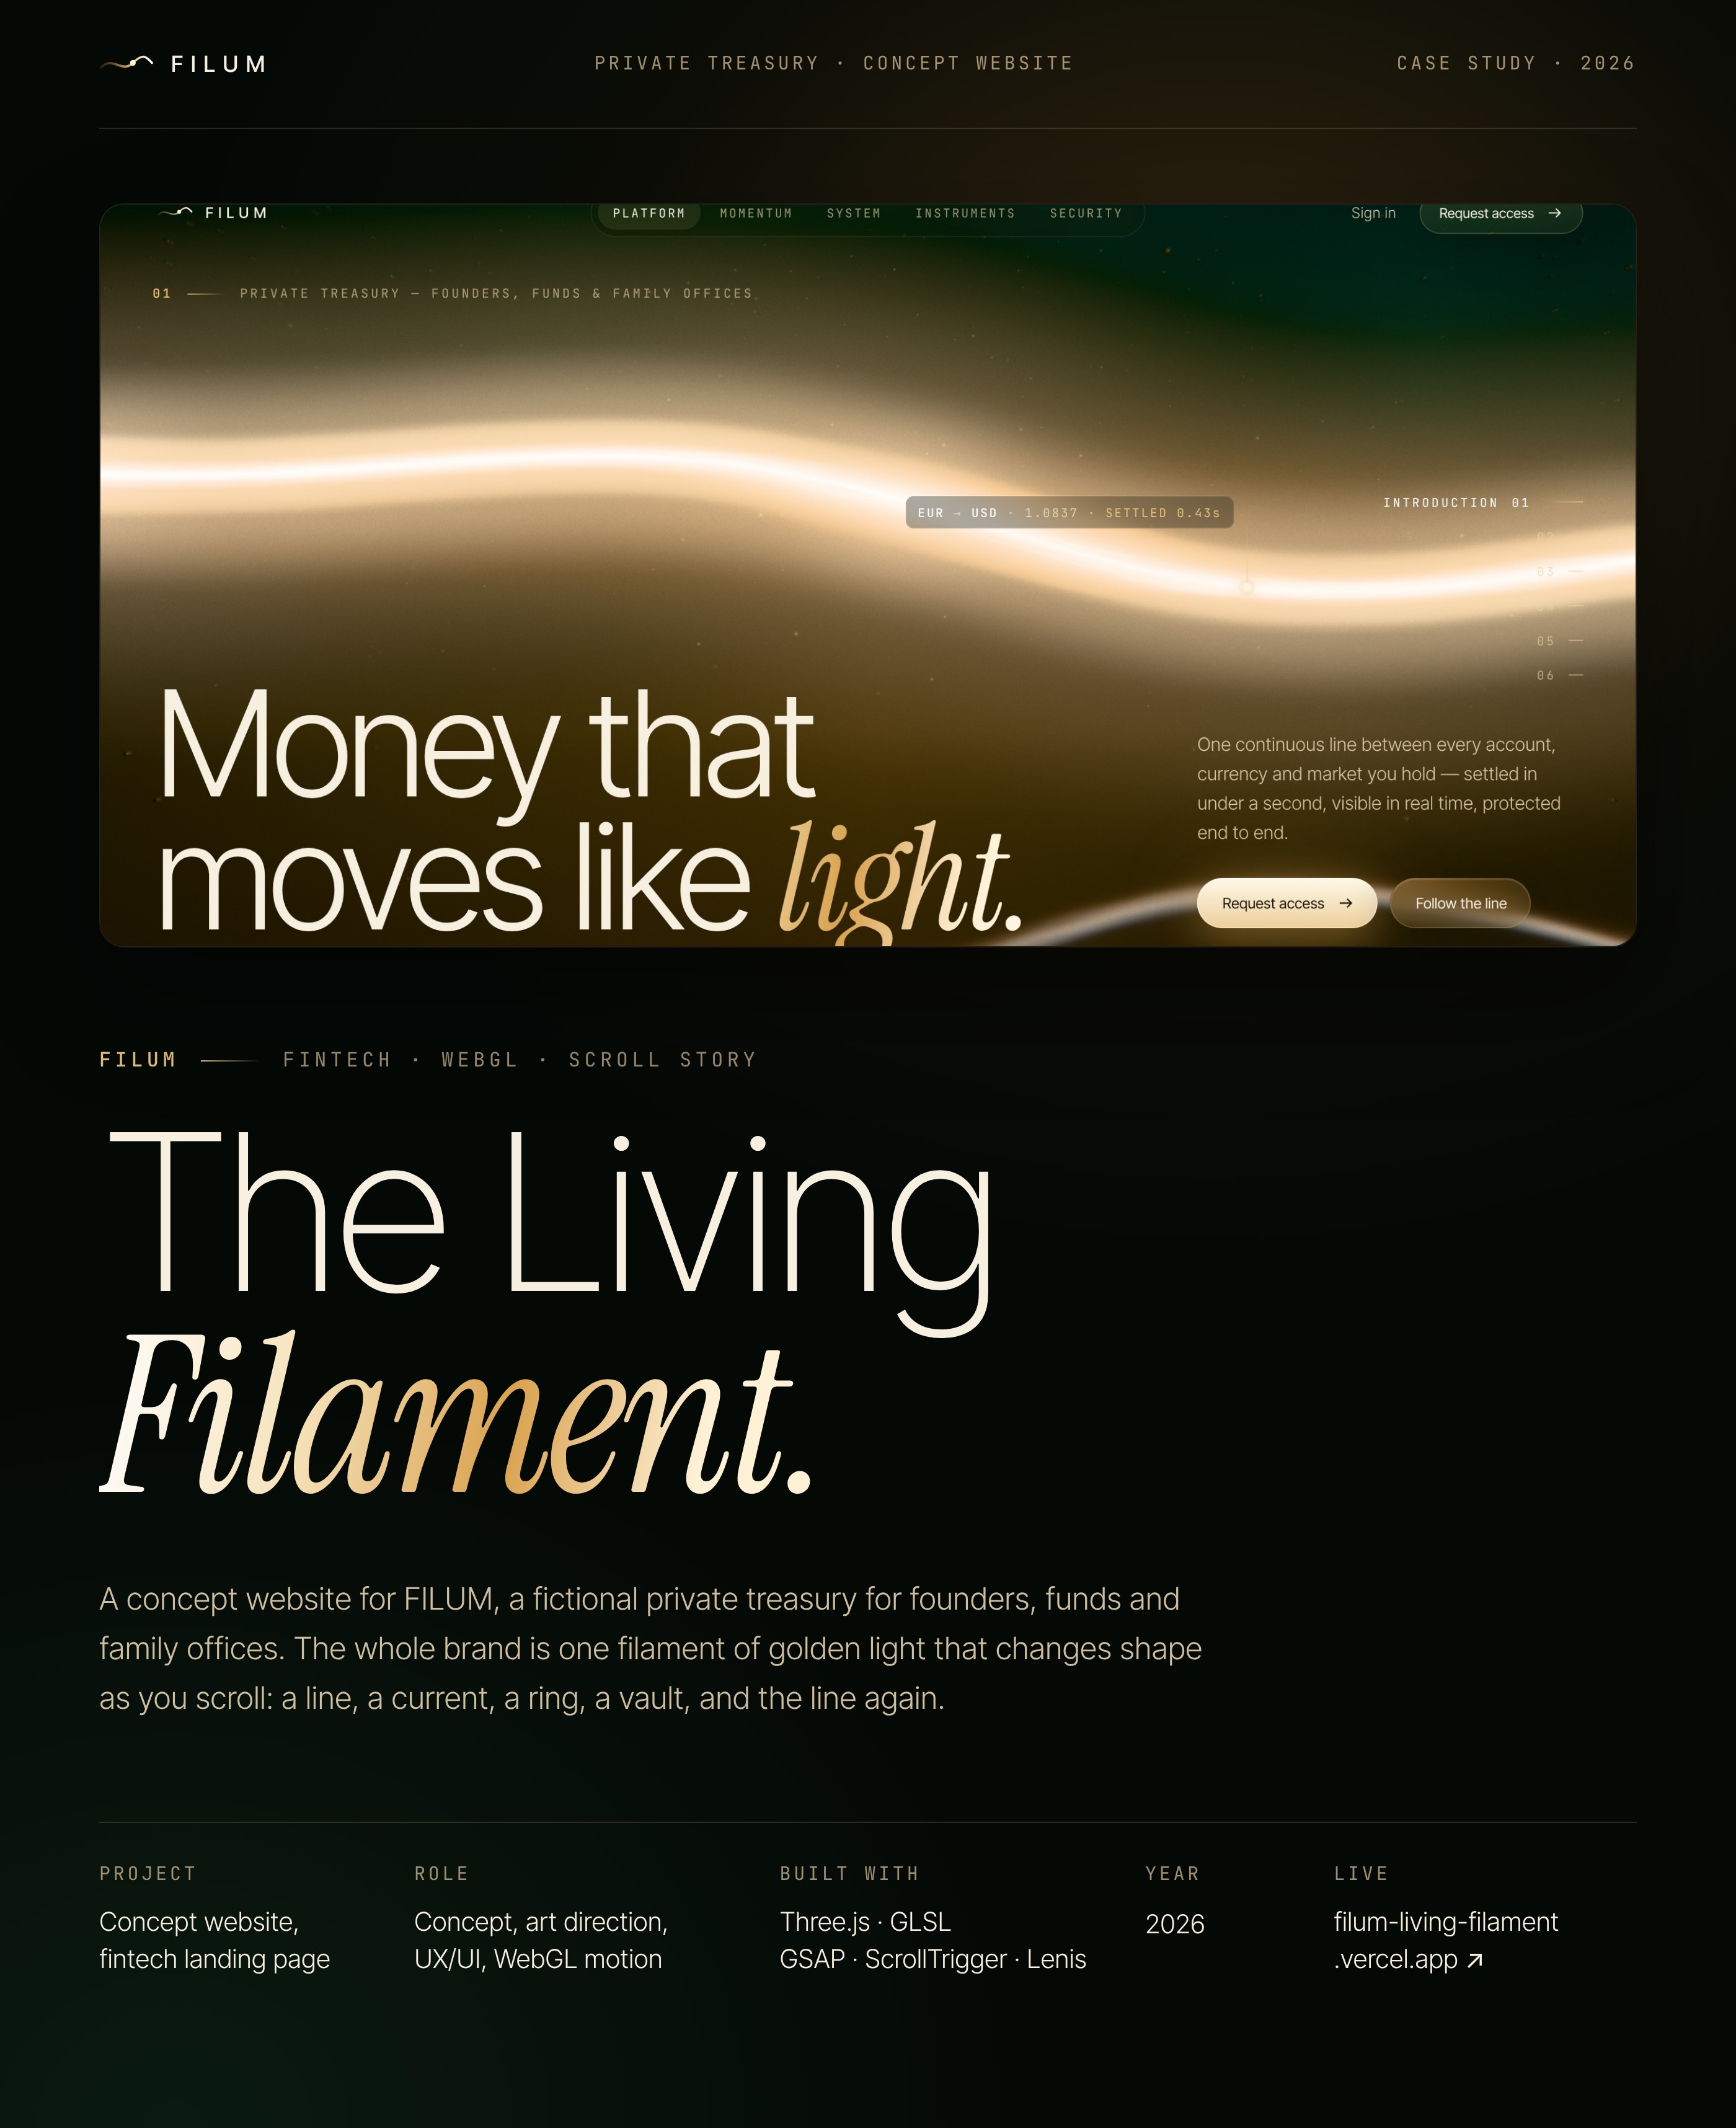 FILUM
PRIVATE TREASURY · CONCEPT WEBSITE
CASE STUDY · 2026
FILUM
PLATFORM MOMENTUM SYSTEM INSTRUMENTS SECURITY
Sign in
Request access →
01 — PRIVATE TREASURY — FOUNDERS, FUNDS & FAMILY OFFICES
EUR → USD · 1.0837 · SETTLED 0.43s
INTRODUCTION 01
03
05
06
Money that
moves like light.
One continuous line between every account,
currency and market you hold — settled in
under a second, visible in real time, protected
end to end.
Request access →
Follow the line
FILUM — FINTECH · WEBGL · SCROLL STORY
The Living
Filament.
A concept website for FILUM, a fictional private treasury for founders, funds and
family offices. The whole brand is one filament of golden light that changes shape
as you scroll: a line, a current, a ring, a vault, and the line again.
PROJECT
Concept website,
fintech landing page
ROLE
Concept, art direction,
UX/UI, WebGL motion
BUILT WITH
Three.js · GLSL
GSAP · ScrollTrigger · Lenis
YEAR
2026
LIVE
filum-living-filament
.vercel.app ↗